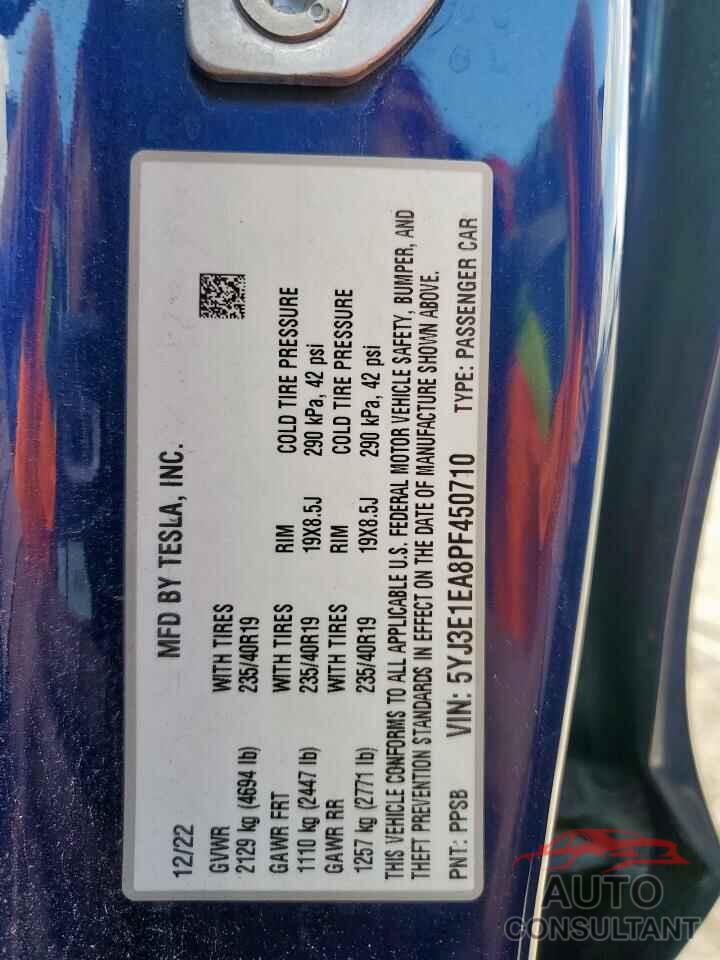 MFD BY TESLA, INC.
12/22
GVWR WITH TIRES
2129 kg (4694 lb) 235/40R19
GAWR FRT WITH TIRES RIM COLD TIRE PRESSURE
1110 kg (2447 lb) 235/40R19 19X8.5J 290 kPa, 42 psi
GAWR RR WITH TIRES RIM COLD TIRE PRESSURE
1257 kg (2771 lb) 235/40R19 19X8.5J 290 kPa, 42 psi
THIS VEHICLE CONFORMS TO ALL APPLICABLE U.S. FEDERAL MOTOR VEHICLE SAFETY, BUMPER, AND
THEFT PREVENTION STANDARDS IN EFFECT ON THE DATE OF MANUFACTURE SHOWN ABOVE.
PNT: PPSB VIN: 5YJ3E1EA8PF450710 TYPE: PASSENGER CAR
AUTO
CONSULTANT